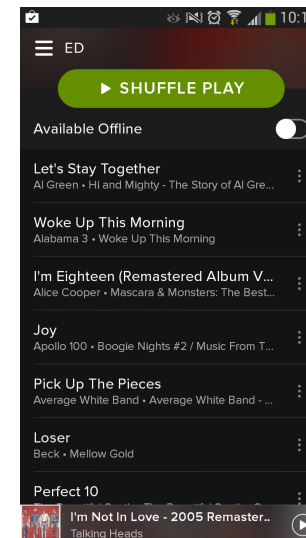 10:1
ED
SHUFFLE PLAY
Available Offline
Let's Stay Together
Al Green • Hi and Mighty - The Story of Al Gre...
Woke Up This Morning
Alabama 3 • Woke Up This Morning
I'm Eighteen (Remastered Album V...
Alice Cooper • Mascara & Monsters: The Best...
Joy
Apollo 100 • Boogie Nights #2 / Music From T...
Pick Up The Pieces
Average White Band • Average White Band - ...
Loser
Beck • Mellow Gold
Perfect 10
I'm Not In Love - 2005 Remaster..
Talking Heads